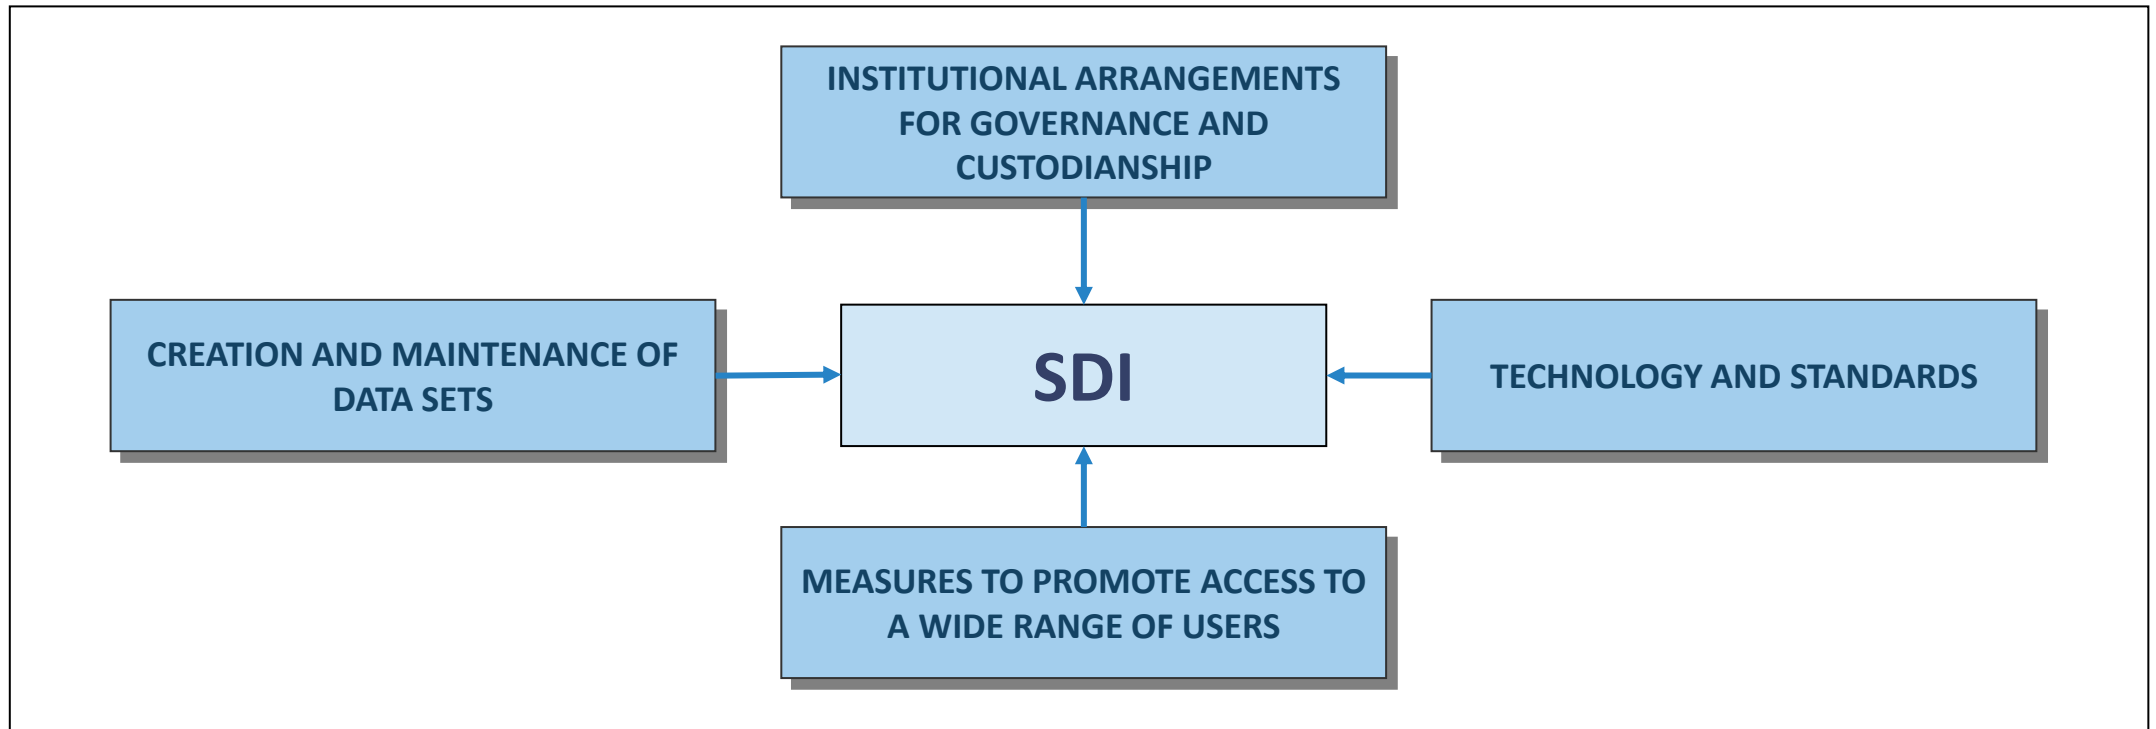 INSTITUTIONAL ARRANGEMENTS
FOR GOVERNANCE AND
CUSTODIANSHIP
CREATION AND MAINTENANCE OF
DATA SETS
SDI
TECHNOLOGY AND STANDARDS
MEASURES TO PROMOTE ACCESS TO
A WIDE RANGE OF USERS